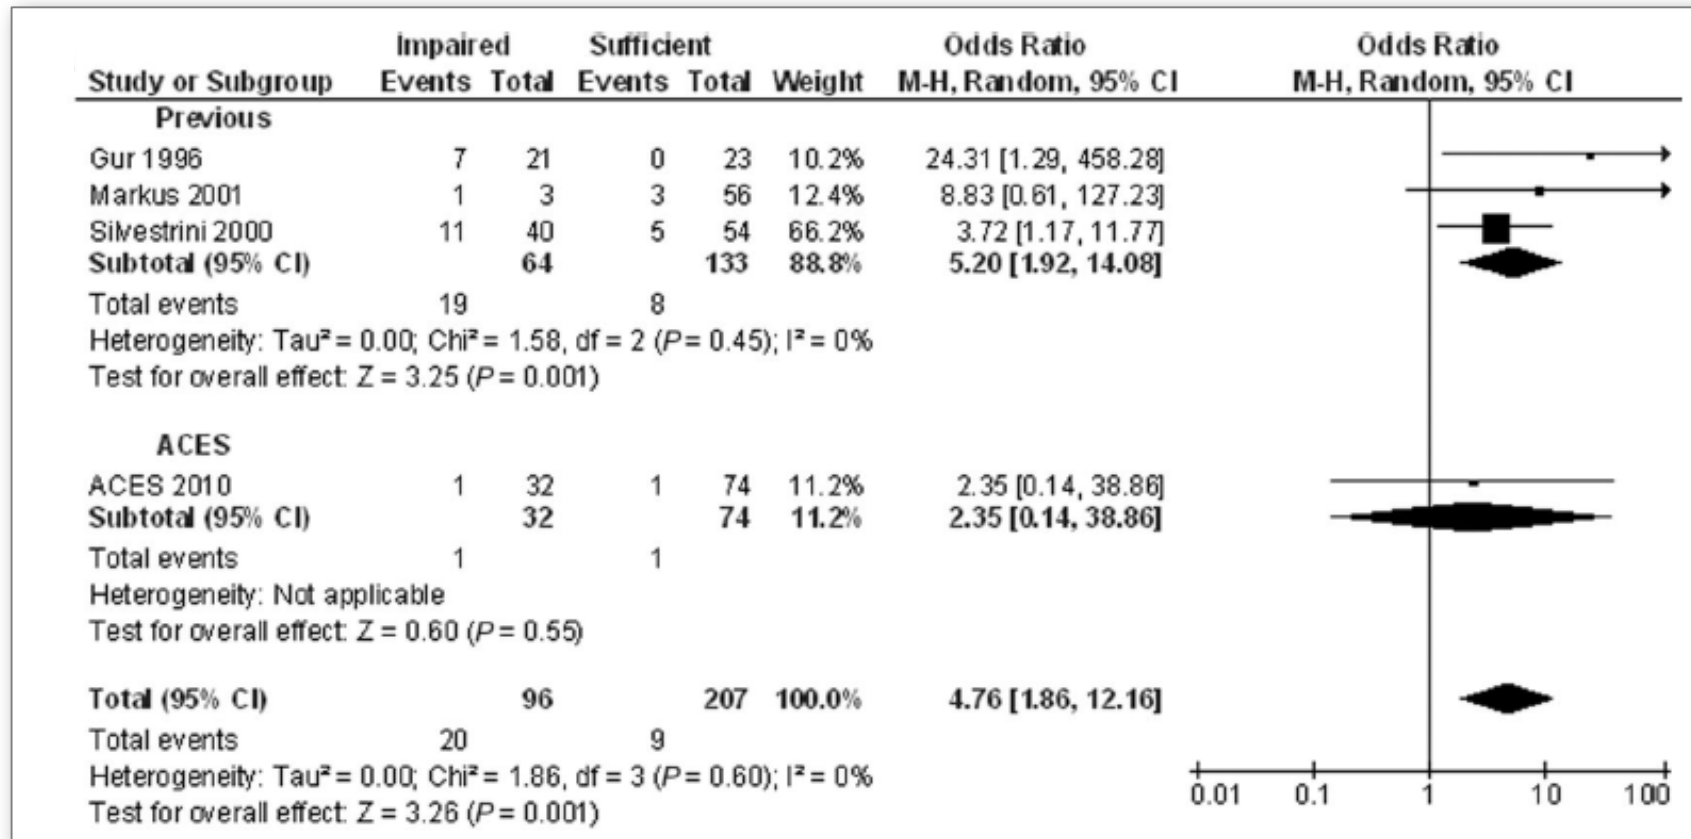 Impaired Sufficient Odds Ratio Odds Ratio
Study or Subgroup Events Total Events Total Weight M-H, Random, 95% CI M-H, Random, 95% CI
Previous
Gur 1996 7 21 0 23 10.2% 24.31 [1.29, 458.28]
Markus 2001 1 3 3 56 12.4% 8.83 [0.61, 127.23]
Silvestrini 2000 11 40 5 54 66.2% 3.72 [1.17, 11.77]
Subtotal (95% CI) 64 133 88.8% 5.20 [1.92, 14.08]
Total events 19 8
Heterogeneity: Tau² = 0.00; Chi² = 1.58, df = 2 (P = 0.45); I² = 0%
Test for overall effect: Z = 3.25 (P = 0.001)
ACES
ACES 2010 1 32 1 74 11.2% 2.35 [0.14, 38.86]
Subtotal (95% CI) 32 74 11.2% 2.35 [0.14, 38.86]
Total events 1 1
Heterogeneity: Not applicable
Test for overall effect: Z = 0.60 (P = 0.55)
Total (95% CI) 96 207 100.0% 4.76 [1.86, 12.16]
Total events 20 9
Heterogeneity: Tau² = 0.00; Chi² = 1.86, df = 3 (P = 0.60); I² = 0%
Test for overall effect: Z = 3.26 (P = 0.001)
0.01 0.1 1 10 100